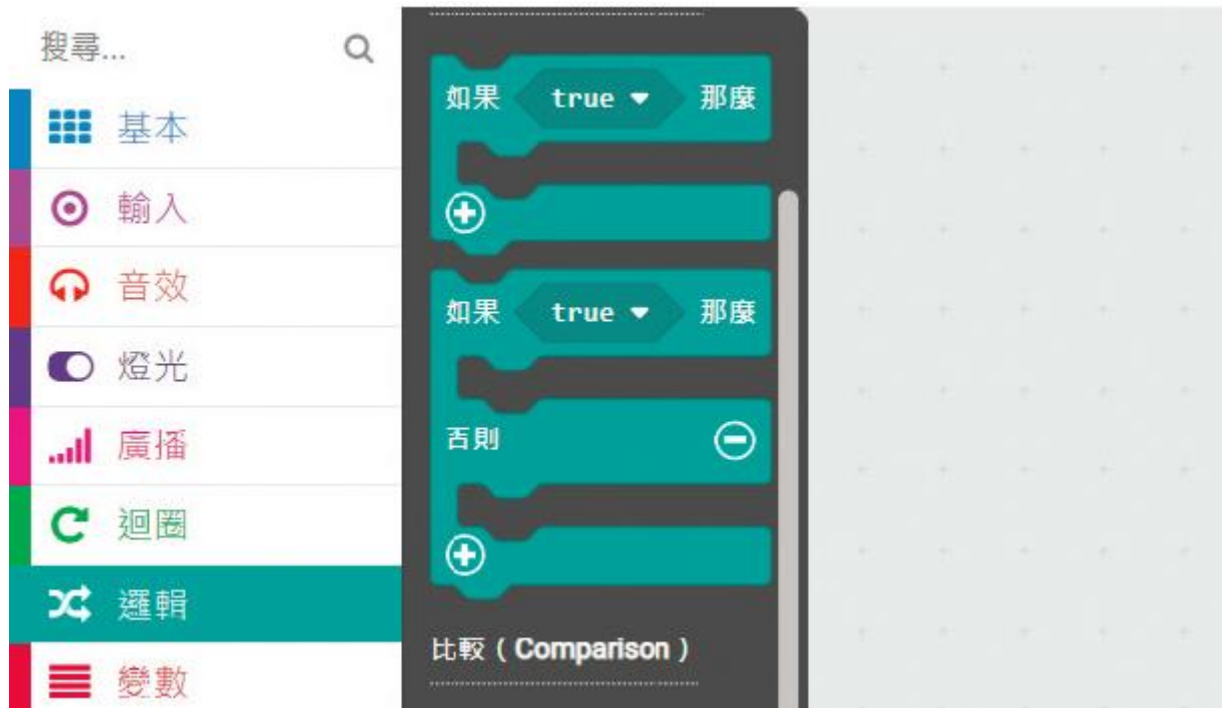 搜尋...
基本
輸入
音效
燈光
廣播
迴圈
邏輯
變數
如果 true 那麼
如果 true 那麼
否則
比較 ( Comparison )